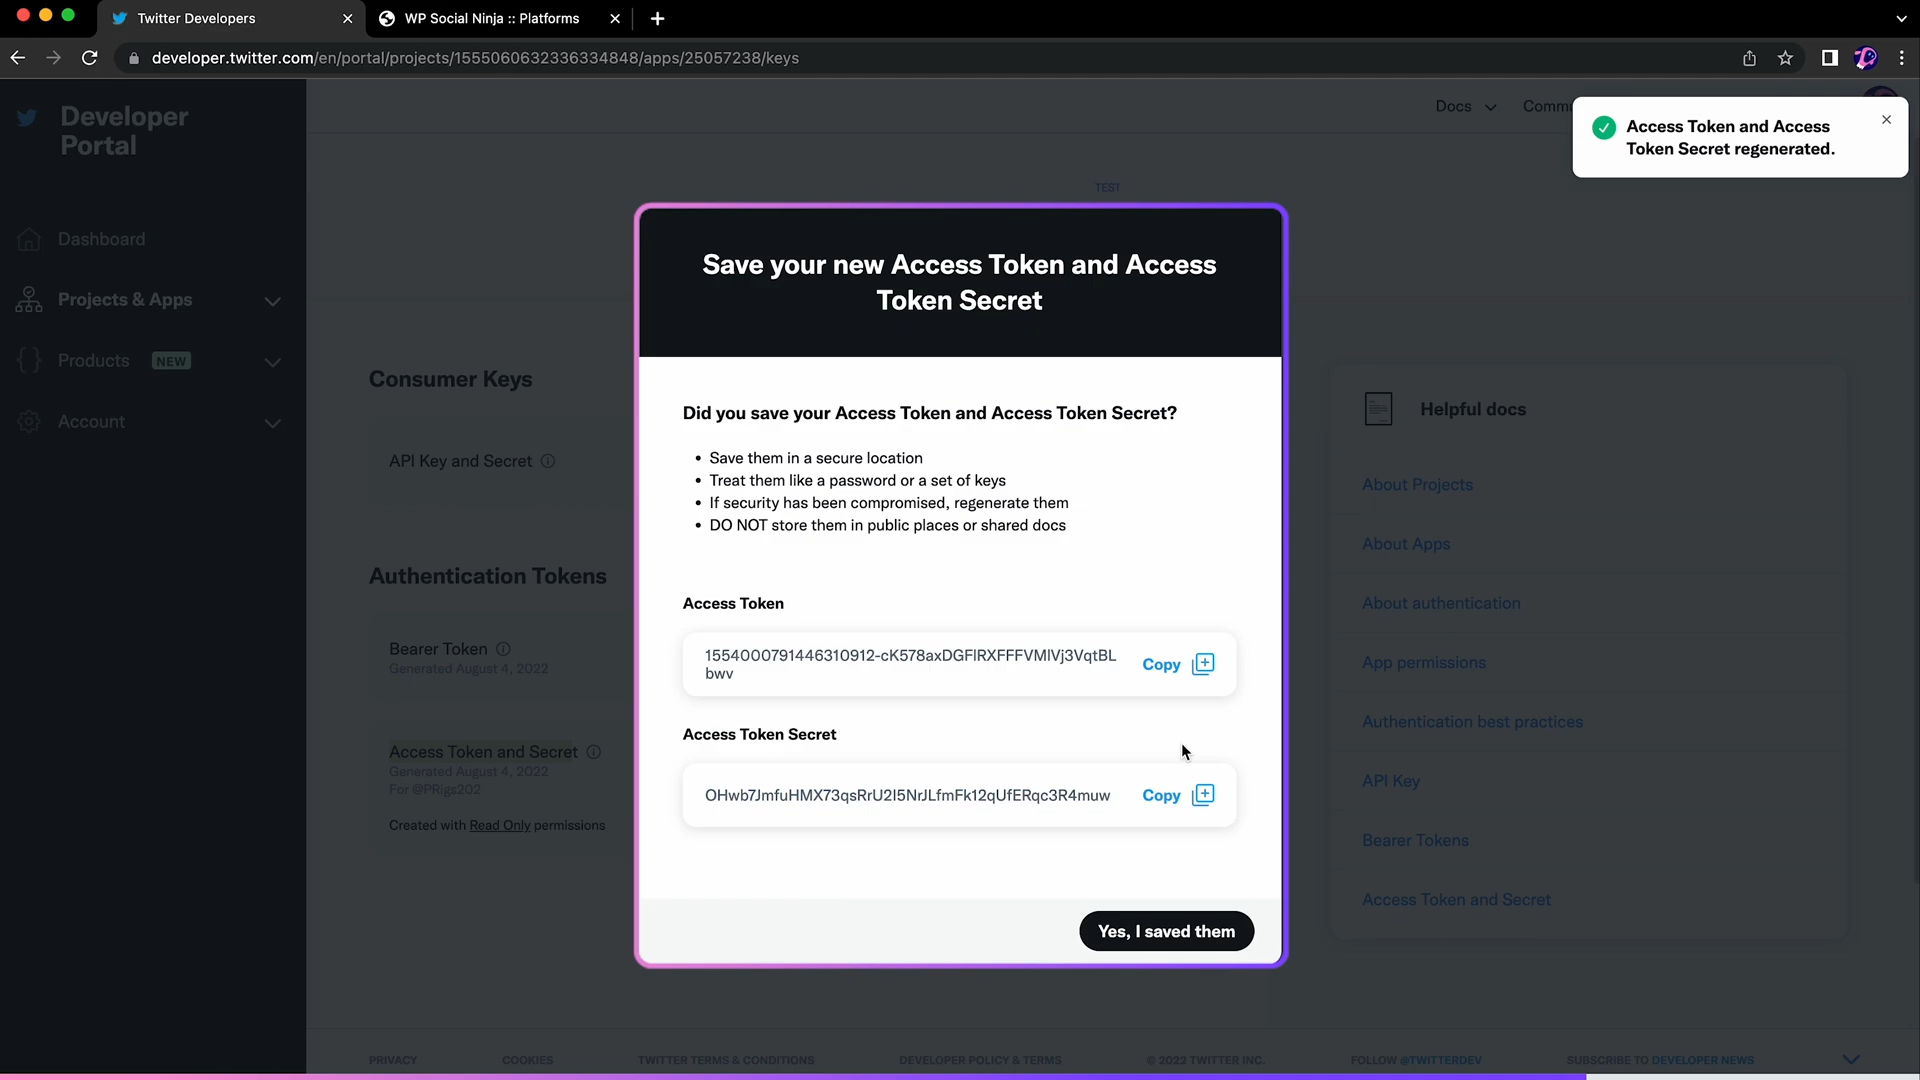 Twitter Developers
WP Social Ninja :: Platforms
developer.twitter.com/en/portal/projects/1555060632336334848/apps/25057238/keys
Developer
Portal
Docs
Comm
Access Token and Access
Token Secret regenerated.
TEST
Dashboard
Projects & Apps
Products NEW
Account
Save your new Access Token and Access
Token Secret
Consumer Keys
API Key and Secret
Authentication Tokens
Bearer Token
Generated August 4, 2022
Access Token and Secret
Generated August 4, 2022
For @PRigs202
Created with Read Only permissions
Did you save your Access Token and Access Token Secret?
• Save them in a secure location
• Treat them like a password or a set of keys
• If security has been compromised, regenerate them
• DO NOT store them in public places or shared docs
Access Token
1554000791446310912-cK578axDGFlRXFFFVMlVj3VqtBL
bwv
Copy
Access Token Secret
OHwb7JmfuHMX73qsRrU2I5NrJLfmFk12qUfERqc3R4muw
Copy
Yes, I saved them
Helpful docs
About Projects
About Apps
About authentication
App permissions
Authentication best practices
API Key
Bearer Tokens
Access Token and Secret
PRIVACY
COOKIES
TWITTER TERMS & CONDITIONS
DEVELOPER POLICY & TERMS
© 2022 TWITTER INC.
FOLLOW @TWITTERDEV
SUBSCRIBE TO DEVELOPER NEWS